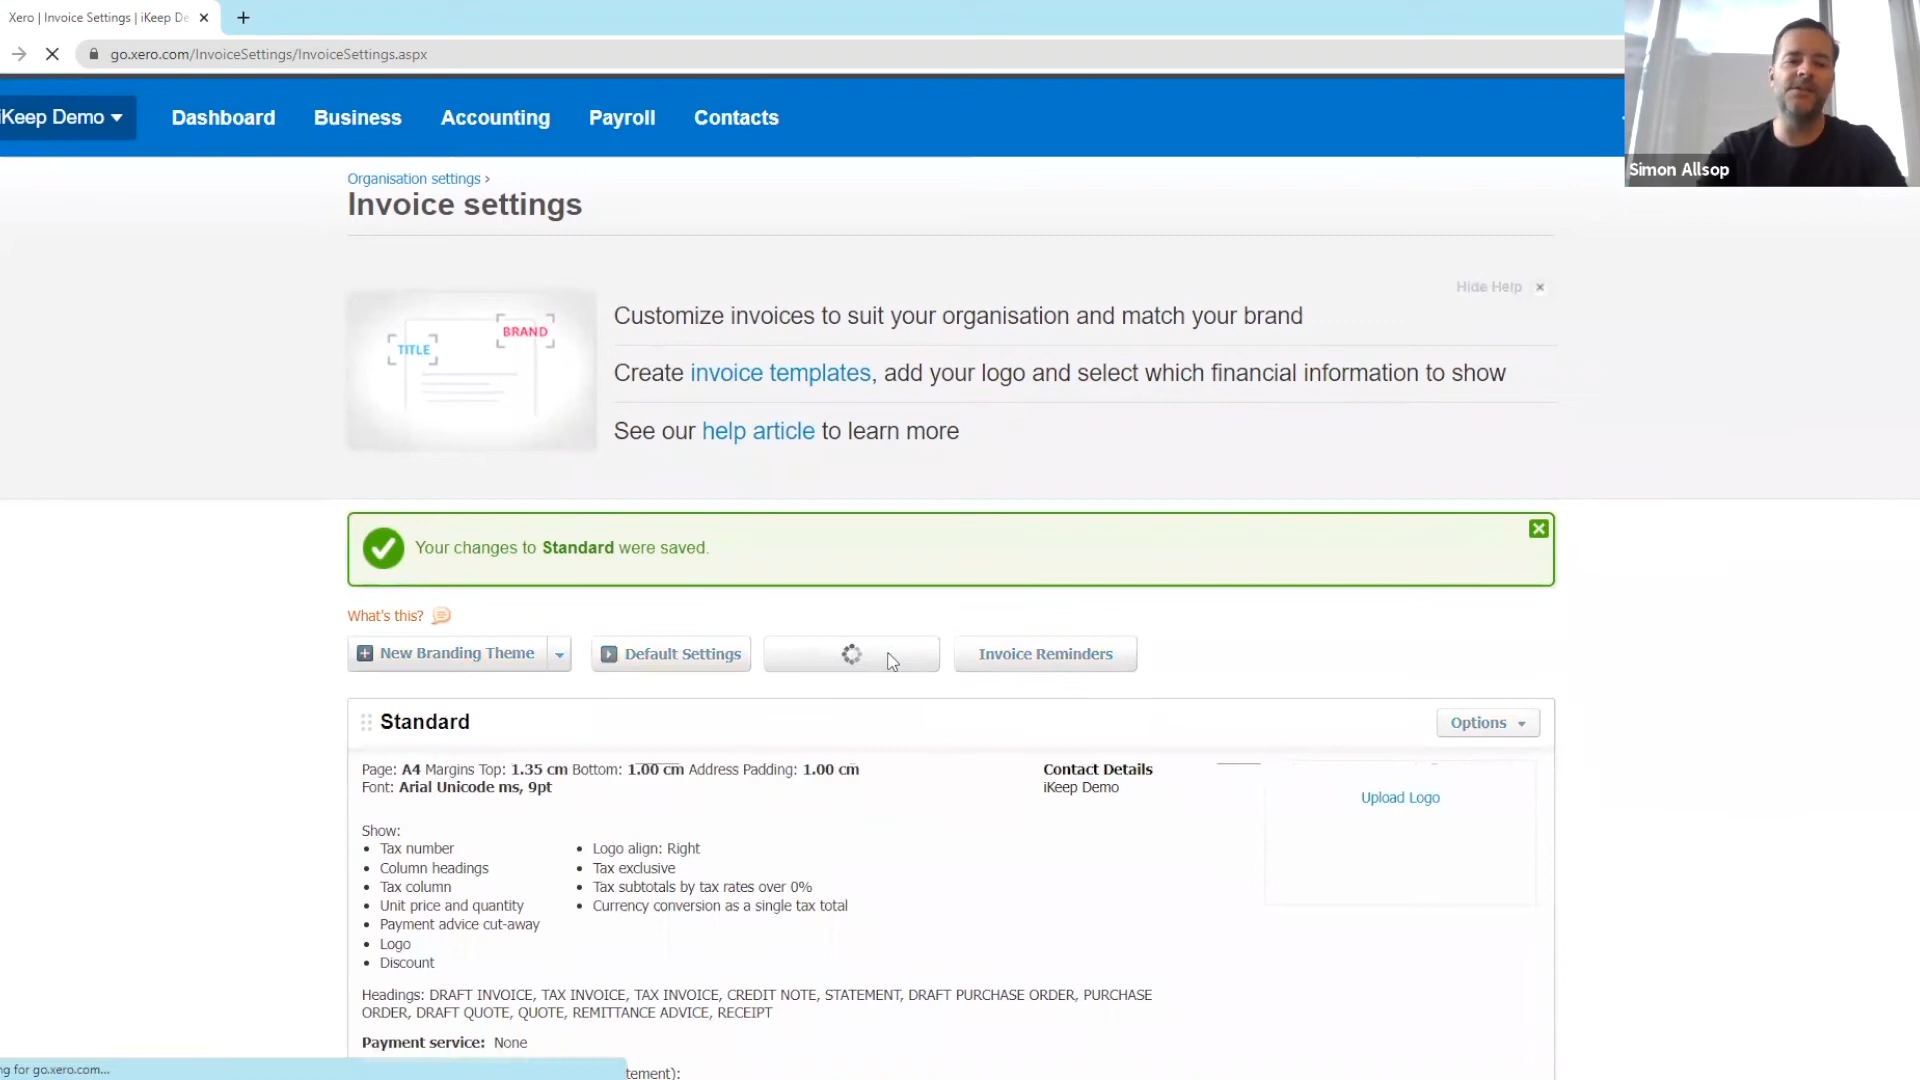 Xero | Invoice Settings | iKeep De
go.xero.com/InvoiceSettings/InvoiceSettings.aspx
iKeep Demo
Dashboard
Business
Accounting
Payroll
Contacts
Simon Allsop
Organisation settings ›
Invoice settings
Hide Help
TITLE
BRAND
Customize invoices to suit your organisation and match your brand
Create invoice templates, add your logo and select which financial information to show
See our help article to learn more
Your changes to Standard were saved.
What's this?
New Branding Theme
Default Settings
Invoice Reminders
Standard
Options
Page: A4 Margins Top: 1.35 cm Bottom: 1.00 cm Address Padding: 1.00 cm
Font: Arial Unicode ms, 9pt
Contact Details
iKeep Demo
Upload Logo
Show:
• Tax number
• Column headings
• Tax column
• Unit price and quantity
• Payment advice cut-away
• Logo
• Discount
• Logo align: Right
• Tax exclusive
• Tax subtotals by tax rates over 0%
• Currency conversion as a single tax total
Headings: DRAFT INVOICE, TAX INVOICE, TAX INVOICE, CREDIT NOTE, STATEMENT, DRAFT PURCHASE ORDER, PURCHASE
ORDER, DRAFT QUOTE, QUOTE, REMITTANCE ADVICE, RECEIPT
Payment service: None
ng for go.xero.com...
tement):